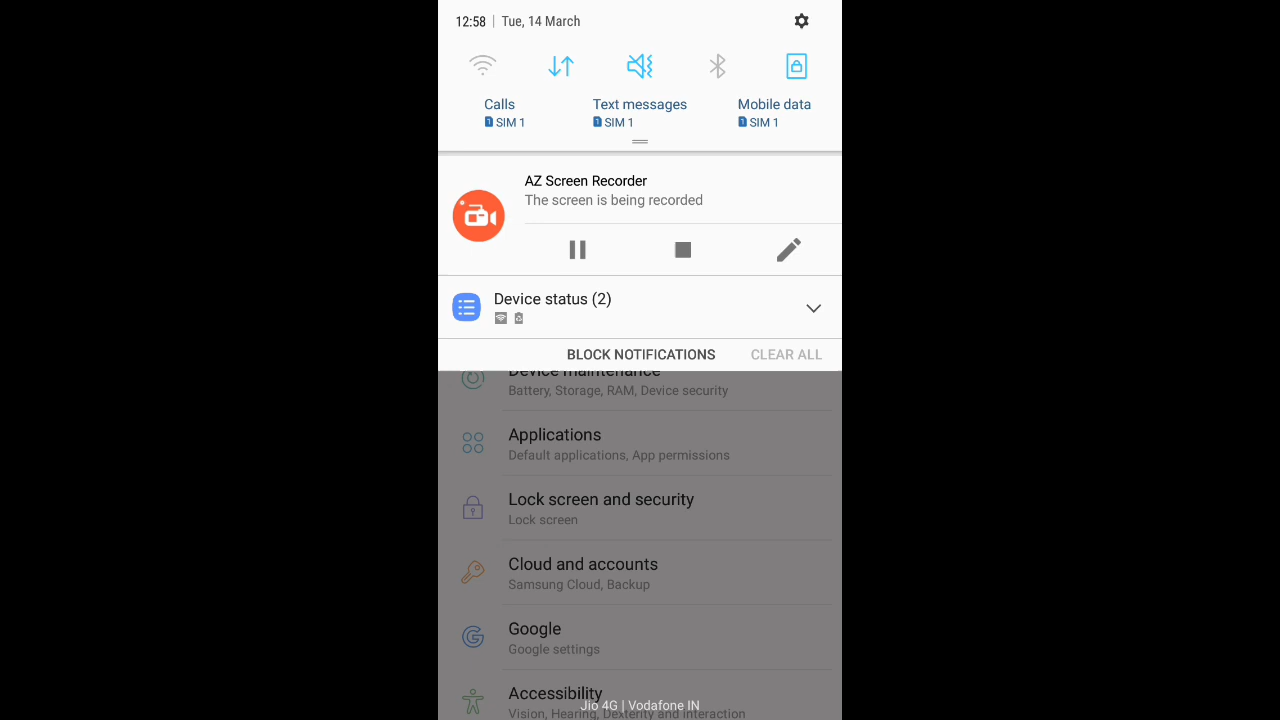 12:58 | Tue, 14 March
Calls
1 SIM 1
Text messages
1 SIM 1
Mobile data
1 SIM 1
AZ Screen Recorder
The screen is being recorded
Device status (2)
BLOCK NOTIFICATIONS
CLEAR ALL
Device maintenance
Battery, Storage, RAM, Device security
Applications
Default applications, App permissions
Lock screen and security
Lock screen
Cloud and accounts
Samsung Cloud, Backup
Google
Google settings
Accessibility
Jio 4G | Vodafone IN
Vision, Hearing, Dexterity and interaction